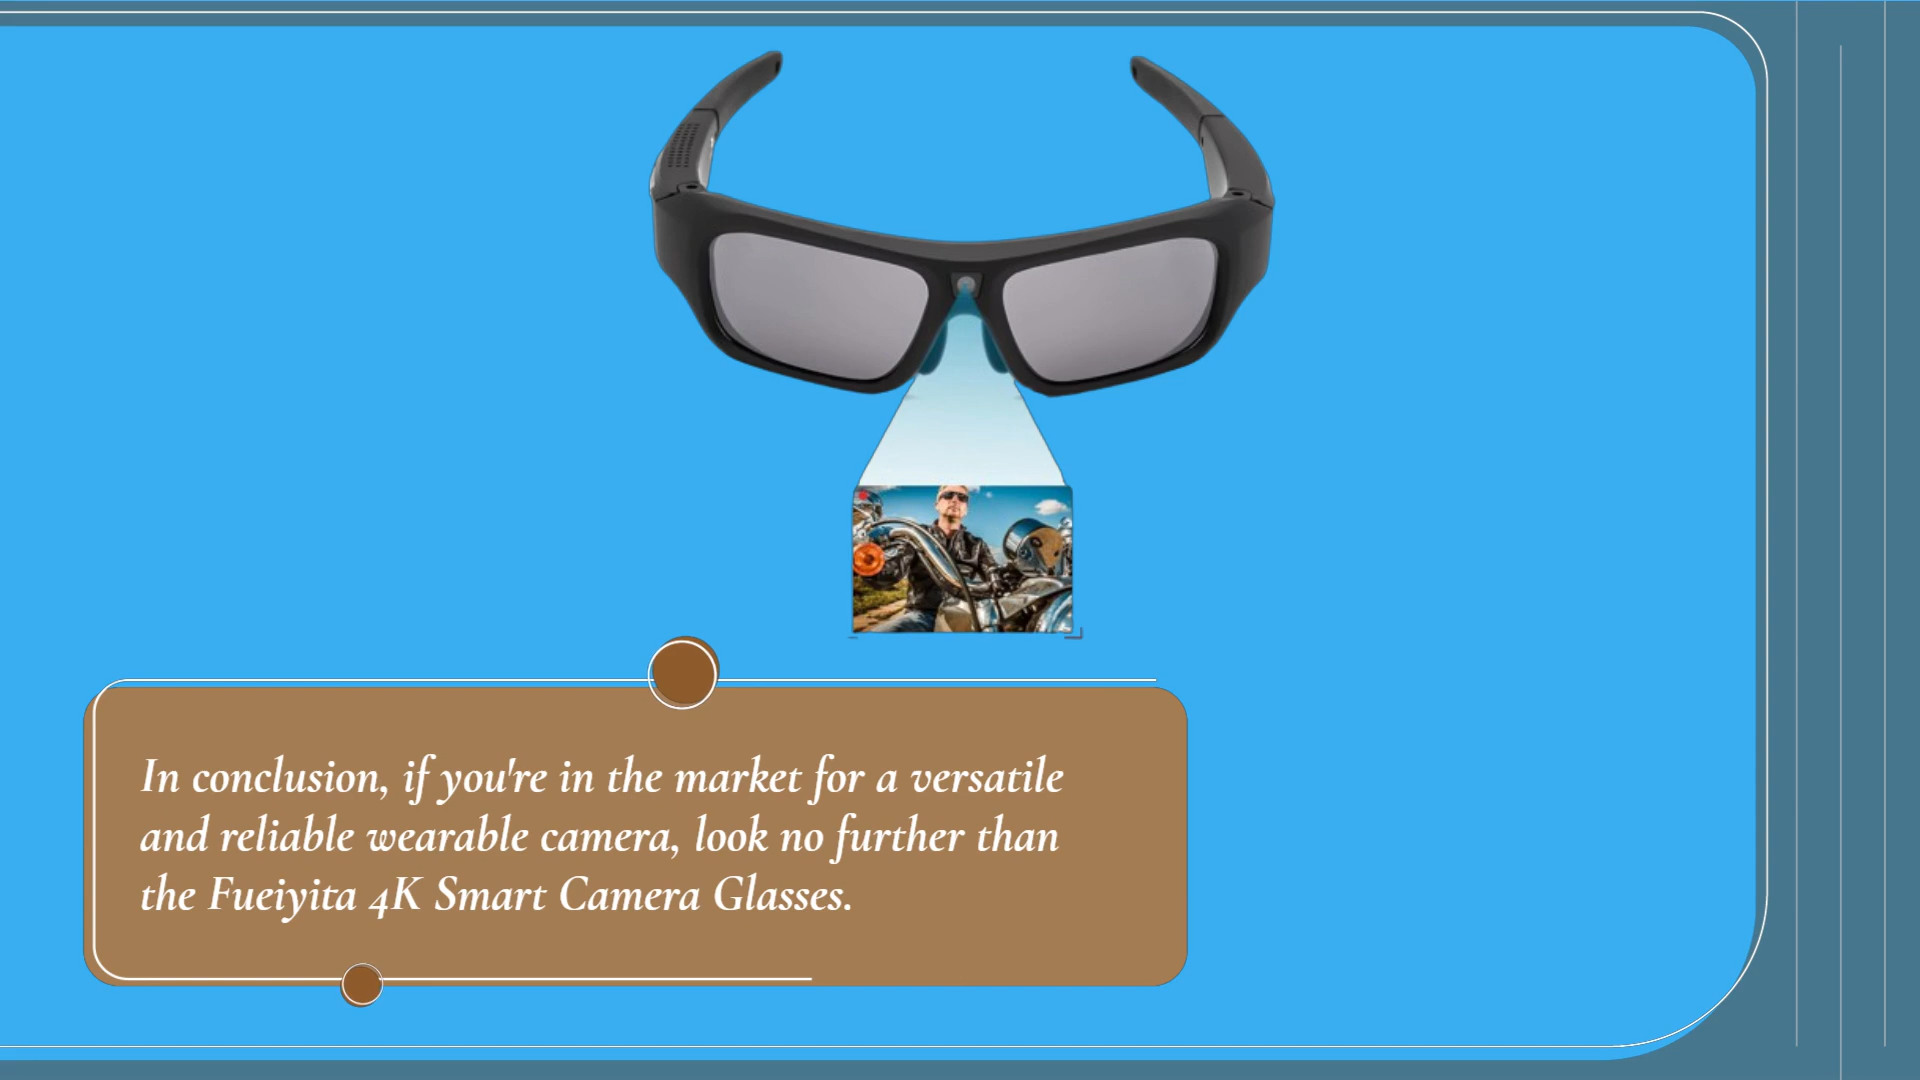 In conclusion, if you're in the market for a versatile
and reliable wearable camera, look no further than
the Fueiyita 4K Smart Camera Glasses.